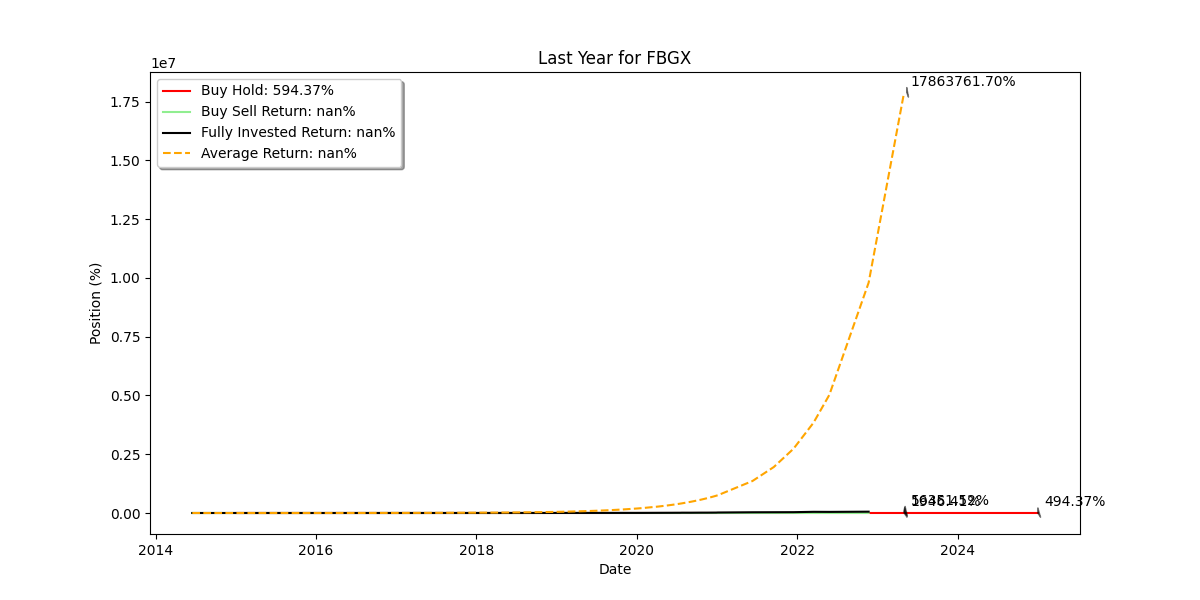 Last Year for FBGX
1e7
Buy Hold: 594.37%
Buy Sell Return: nan%
Fully Invested Return: nan%
Average Return: nan%
17863761.70%
1.75
1.50
1.25
1.00
0.75
0.50
0.25
0.00
Position (%)
494.37%
2014
2016
2018
2020
2022
2024
Date